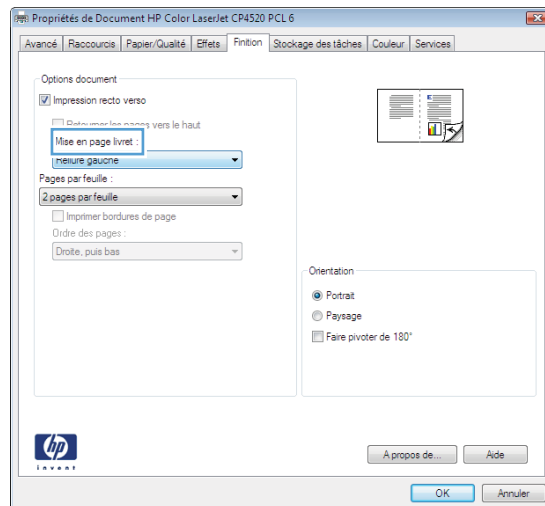 Propriétés de Document HP Color LaserJet CP4520 PCL 6
Avancé Raccourcis Papier/Qualité Effets Finition Stockage des tâches Couleur Services
Options document
Impression recto verso
Retourner les pages vers le haut
Mise en page livret :
Reliure gauche
Pages par feuille :
2 pages par feuille
Imprimer bordures de page
Ordre des pages :
Droite, puis bas
Orientation
Portrait
Paysage
Faire pivoter de 180°
hp
invent
A propos de... Aide
OK Annuler